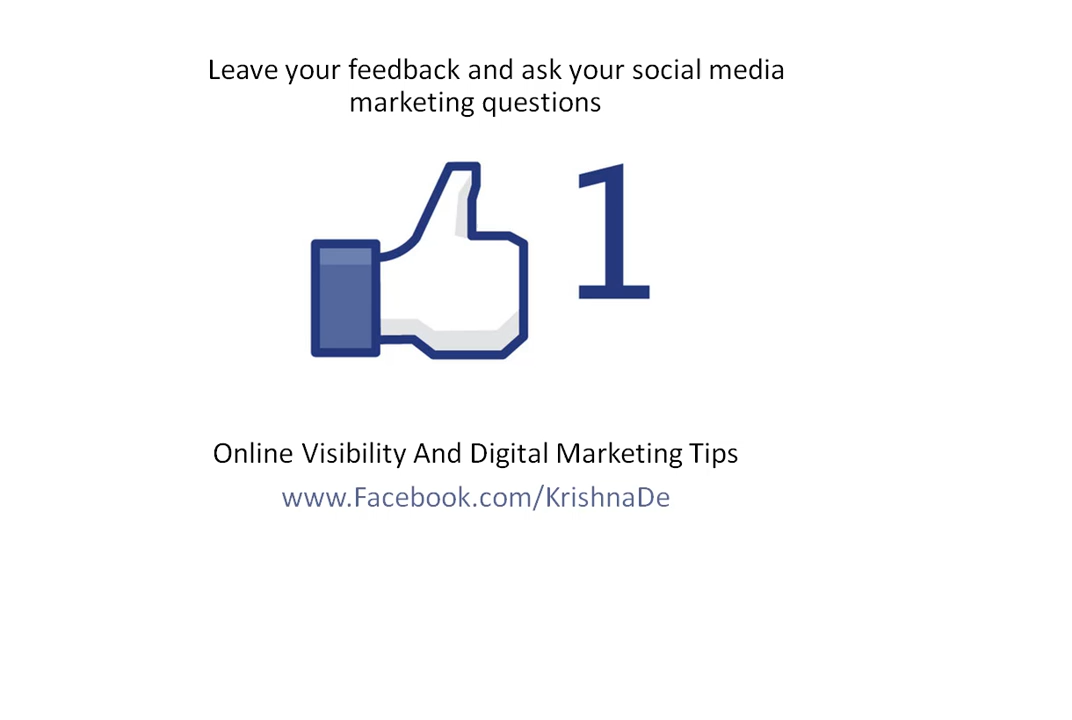 Leave your feedback and ask your social media
marketing questions
1
Online Visibility And Digital Marketing Tips
www.Facebook.com/KrishnaDe